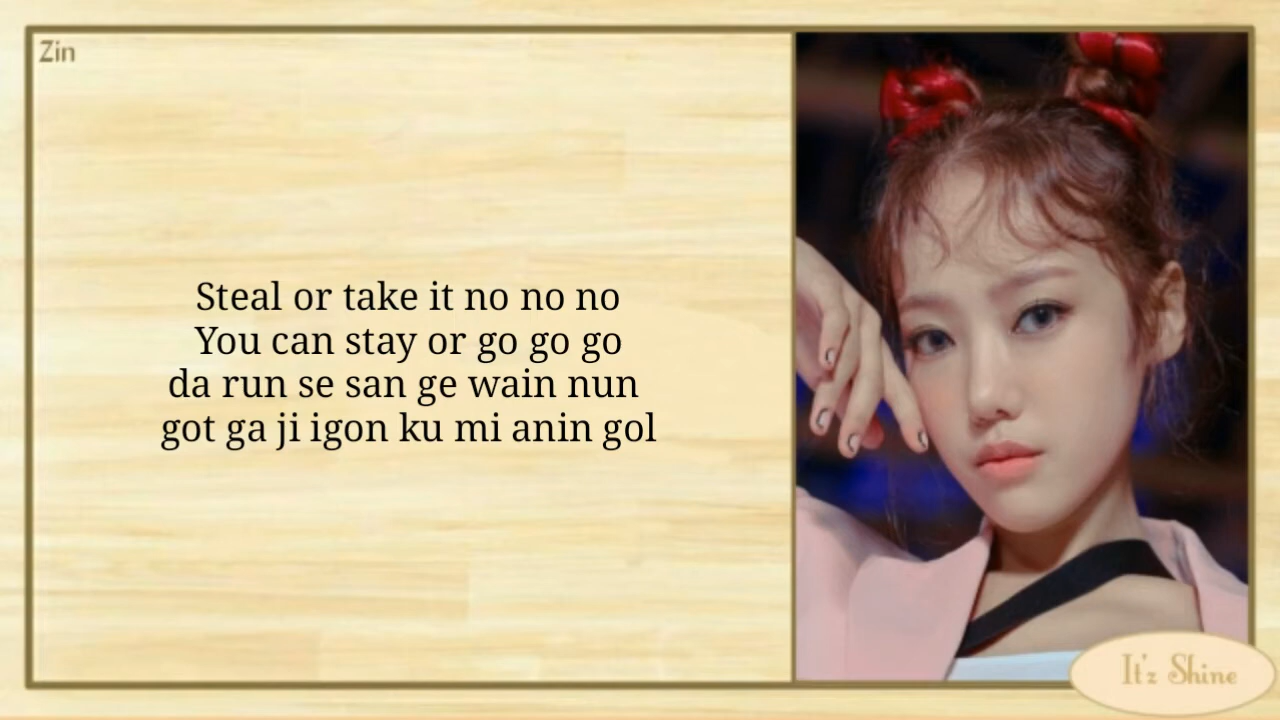 Zin
Steal or take it no no no
You can stay or go go go
da run se san ge wain nun
got ga ji igon ku mi anin gol
It'z Shine